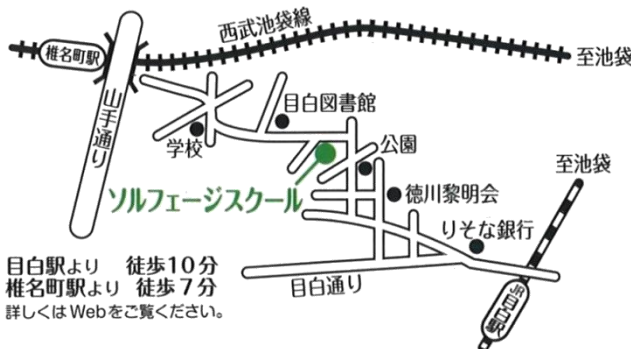 西武池袋線
椎名町駅
至池袋
山手通り
目白図書館
学校
公園
至池袋
ソルフェージスクール
徳川黎明会
りそな銀行
目白駅より 徒歩10分
椎名町駅より 徒歩7分
詳しくはWebをご覧ください。
目白通り
JR目白駅